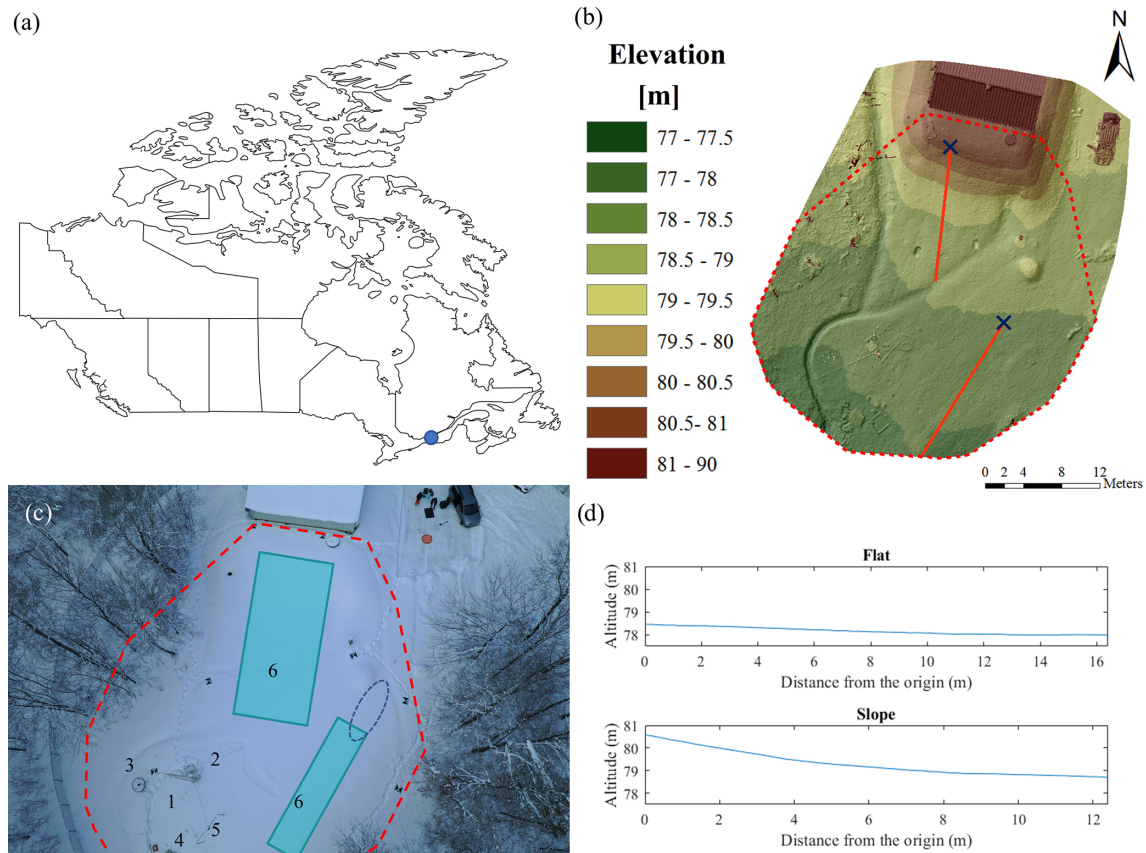 (a)
(b)
N
Elevation
[m]
77 - 77.5
77 - 78
78 - 78.5
78.5 - 79
79 - 79.5
79.5 - 80
80 - 80.5
80.5- 81
81 - 90
0 2 4 8 12
Meters
(c)
6
6
3
2
1
4
5
(d)
Flat
Altitude (m)
81
80
79
78
0 2 4 6 8 10 12 14 16
Distance from the origin (m)
Slope
Altitude (m)
81
80
79
78
0 2 4 6 8 10 12
Distance from the origin (m)